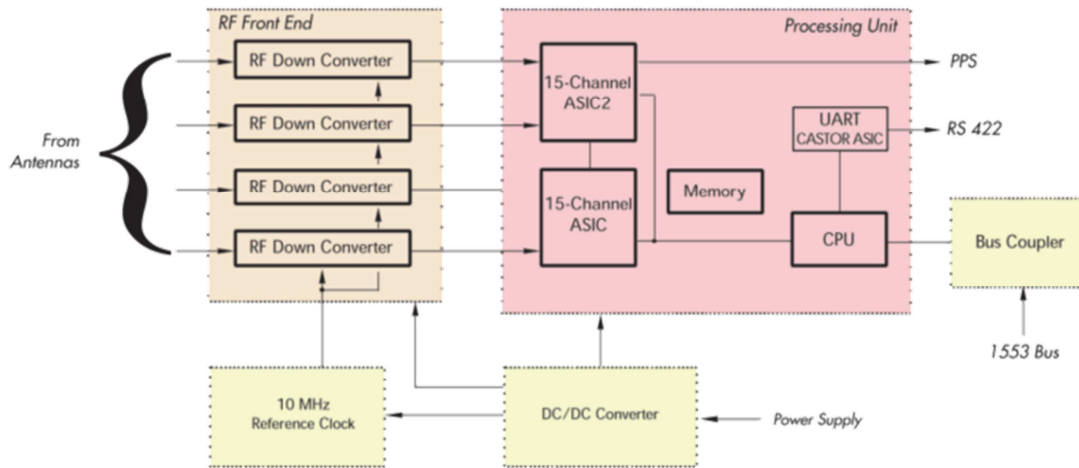 RF Front End
Processing Unit
RF Down Converter
15-Channel
ASIC2
PPS
UART
CASTOR ASIC
RS 422
RF Down Converter
From
Antennas
RF Down Converter
15-Channel
ASIC
Memory
RF Down Converter
CPU
Bus Coupler
1553 Bus
10 MHz
Reference Clock
DC/DC Converter
Power Supply